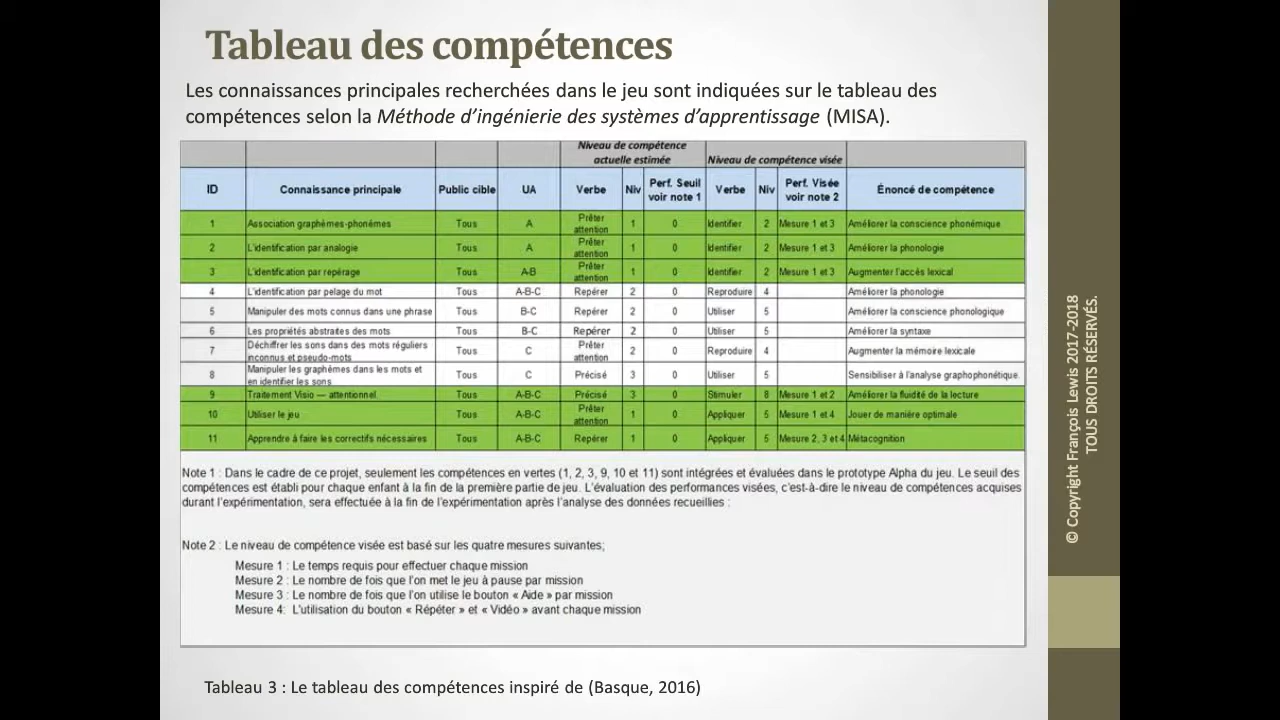 Tableau des compétences
Les connaissances principales recherchées dans le jeu sont indiquées sur le tableau des
compétences selon la Méthode d’ingénierie des systèmes d’apprentissage (MISA).
Niveau de compétence actuelle estimée Niveau de compétence visée
ID Connaissance principale Public cible UA Verbe Niv Perf. Seuil voir note 1 Verbe Niv Perf. Visée voir note 2 Énoncé de compétence
1 Association graphèmes-phonèmes Tous A Prêter attention 1 0 Identifier 2 Mesure 1 et 3 Améliorer la conscience phonémique
2 L'identification par analogie Tous A Prêter attention 1 0 Identifier 2 Mesure 1 et 3 Améliorer la phonologie
3 L'identification par repérage Tous A-B Prêter attention 1 0 Identifier 2 Mesure 1 et 3 Augmenter l'accès lexical
4 L'identification par pelage du mot Tous A-B-C Repérer 2 0 Reproduire 4 Améliorer la phonologie
5 Manipuler des mots connus dans une phrase Tous B-C Repérer 2 0 Utiliser 5 Améliorer la conscience phonologique
6 Les propriétés abstraites des mots Tous B-C Repérer 2 0 Utiliser 5 Améliorer la syntaxe
7 Déchiffrer les sons dans des mots réguliers inconnus et pseudo-mots Tous C Prêter attention 2 0 Reproduire 4 Augmenter la mémoire lexicale
8 Manipuler les graphèmes dans les mots et en identifier les sons Tous C Précisé 3 0 Utiliser 5 Sensibiliser à l'analyse graphophonétique.
9 Traitement Visio — attentionnel. Tous A-B-C Précisé 3 0 Stimuler 8 Mesure 1 et 2 Améliorer la fluidité de la lecture
10 Utiliser le jeu Tous A-B-C Prêter attention 1 0 Appliquer 5 Mesure 1 et 4 Jouer de manière optimale
11 Apprendre à faire les correctifs nécessaires Tous A-B-C Repérer 1 0 Appliquer 5 Mesure 2, 3 et 4 Métacognition
Note 1 : Dans le cadre de ce projet, seulement les compétences en vertes (1, 2, 3, 9, 10 et 11) sont intégrées et évaluées dans le prototype Alpha du jeu. Le seuil des
compétences est établi pour chaque enfant à la fin de la première partie de jeu. L'évaluation des performances visées, c'est-à-dire le niveau de compétences acquises
durant l'expérimentation, sera effectuée à la fin de l'expérimentation après l'analyse des données recueillies :
Note 2 : Le niveau de compétence visée est basé sur les quatre mesures suivantes;
Mesure 1 : Le temps requis pour effectuer chaque mission
Mesure 2 : Le nombre de fois que l'on met le jeu à pause par mission
Mesure 3 : Le nombre de fois que l'on utilise le bouton « Aide » par mission
Mesure 4: L'utilisation du bouton « Répéter » et « Vidéo » avant chaque mission
Tableau 3 : Le tableau des compétences inspiré de (Basque, 2016)
© Copyright François Lewis 2017-2018
TOUS DROITS RÉSERVÉS.